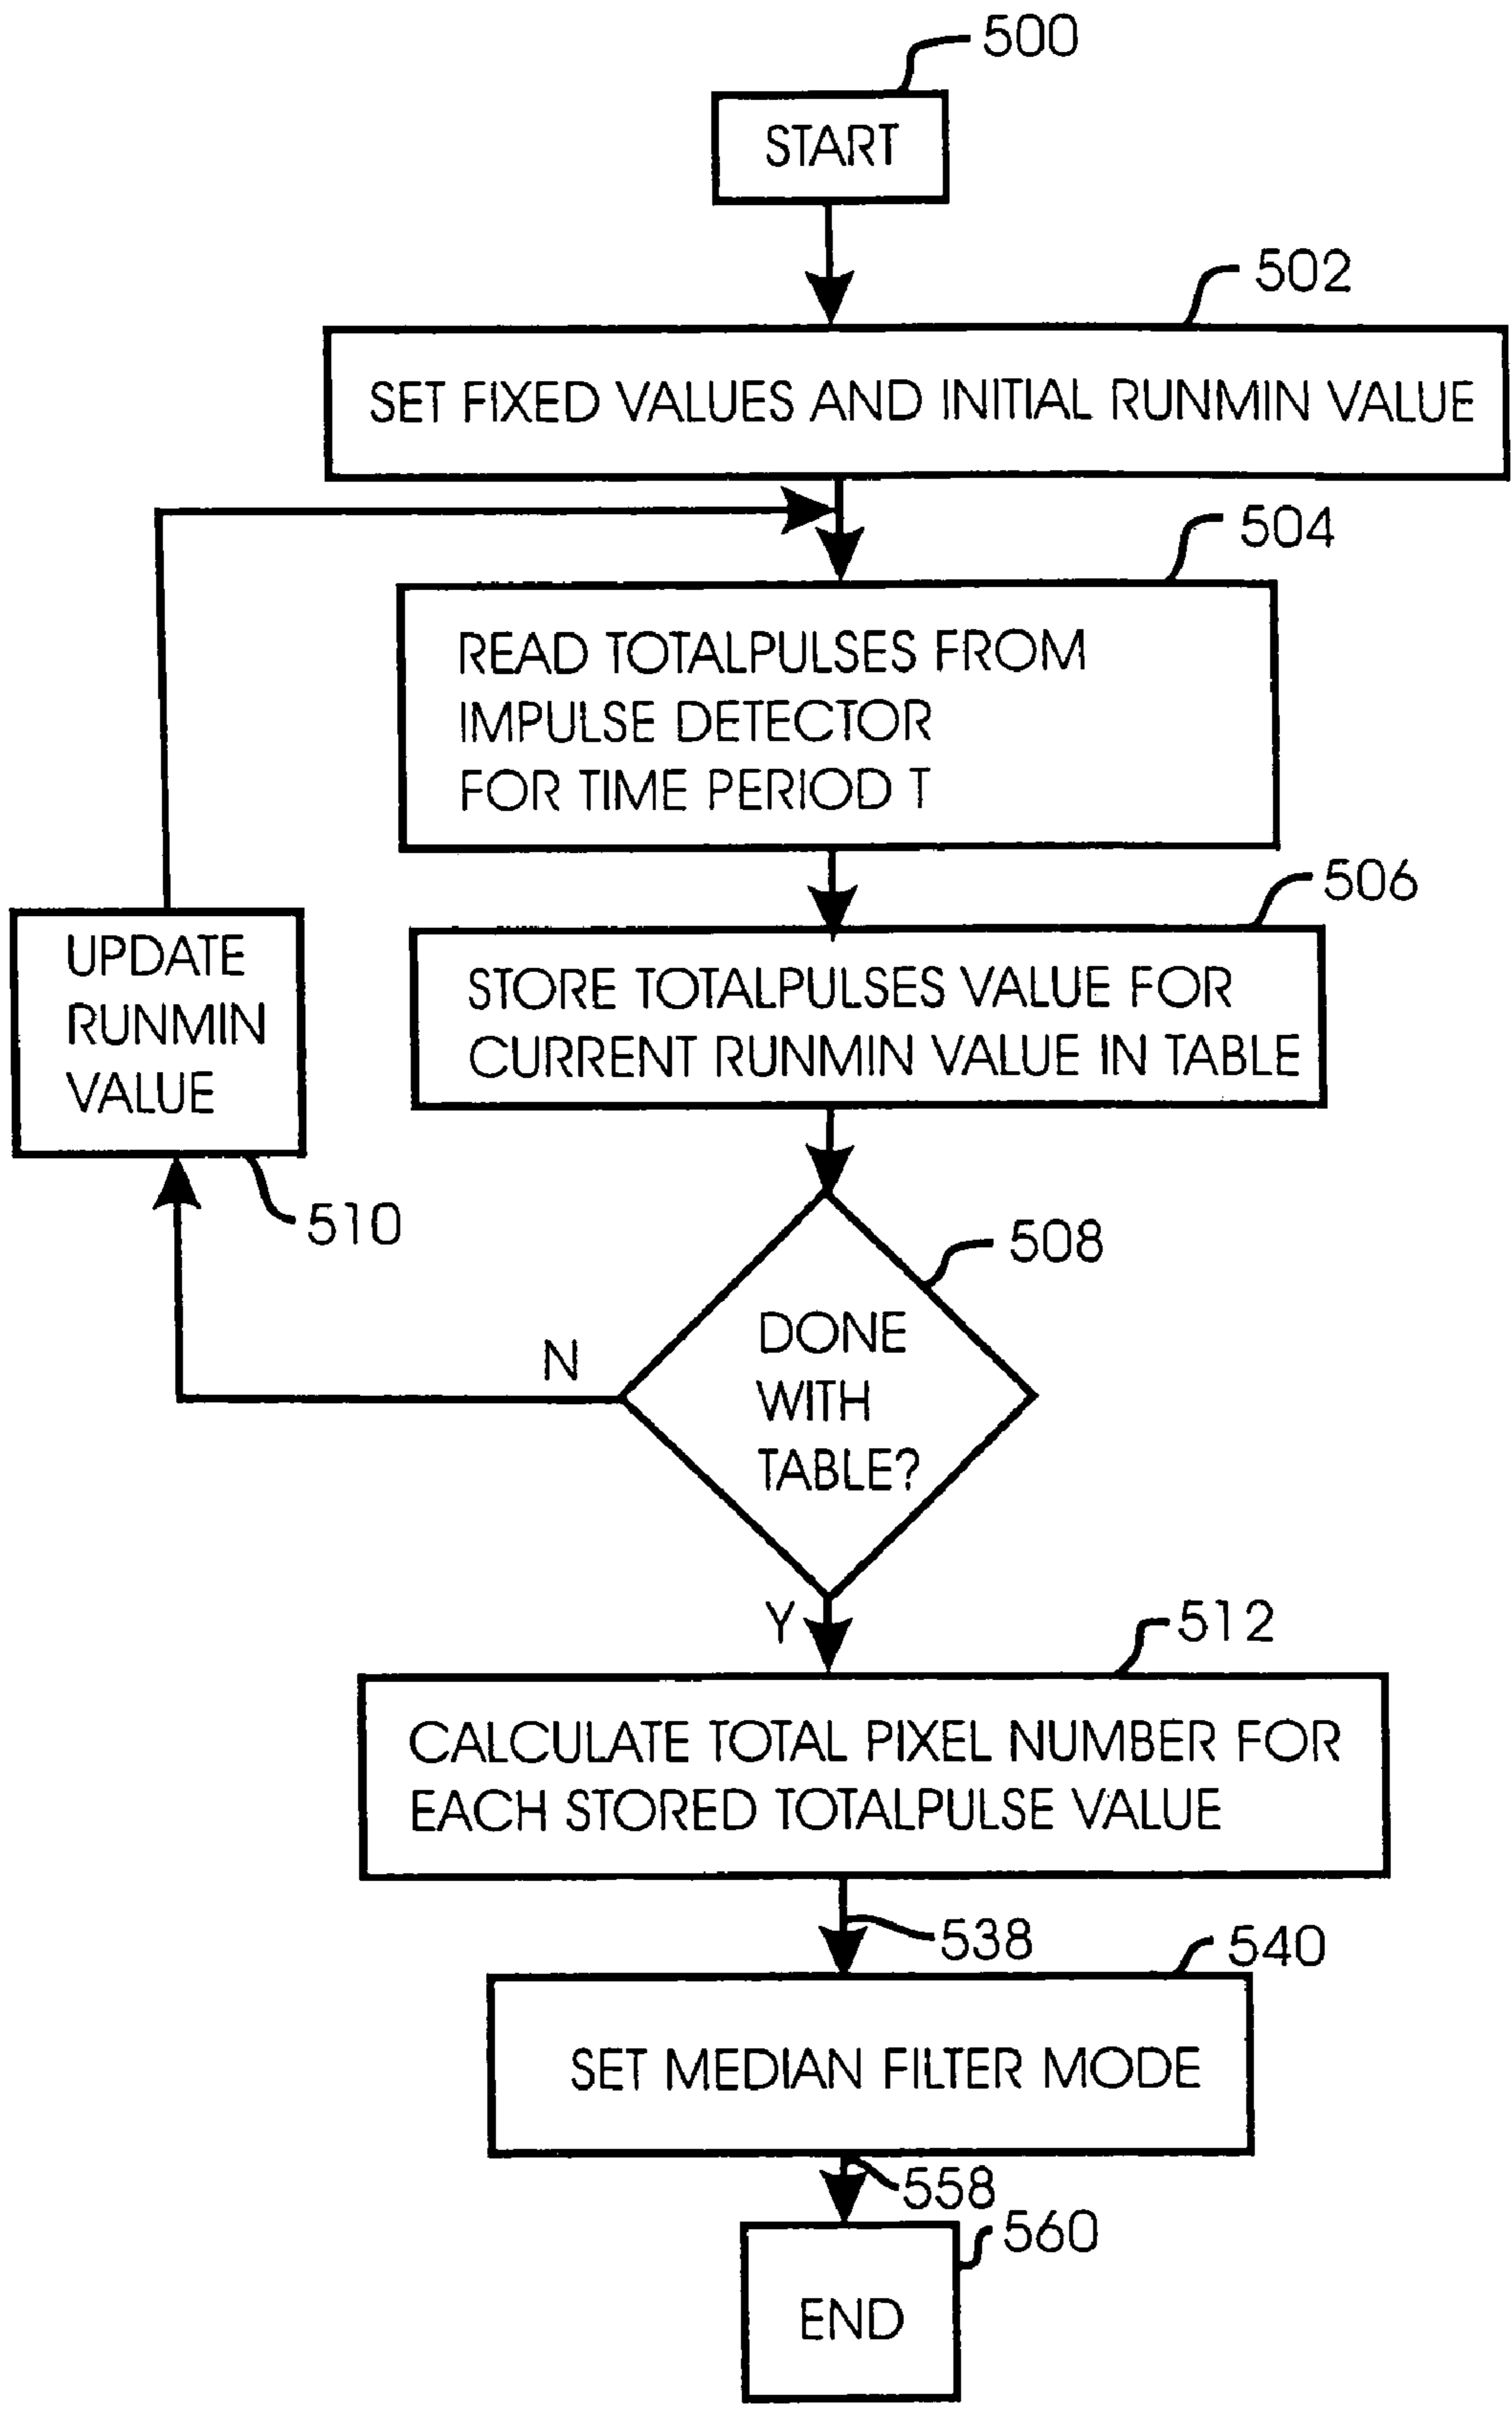 500
START
502
SET FIXED VALUES AND INITIAL RUNMIN VALUE
504
READ TOTALPULSES FROM
IMPULSE DETECTOR
FOR TIME PERIOD T
506
STORE TOTALPULSES VALUE FOR
CURRENT RUNMIN VALUE IN TABLE
UPDATE
RUNMIN
VALUE
510
508
DONE
WITH
TABLE?
N
Y
512
CALCULATE TOTAL PIXEL NUMBER FOR
EACH STORED TOTALPULSE VALUE
538
540
SET MEDIAN FILTER MODE
558
560
END